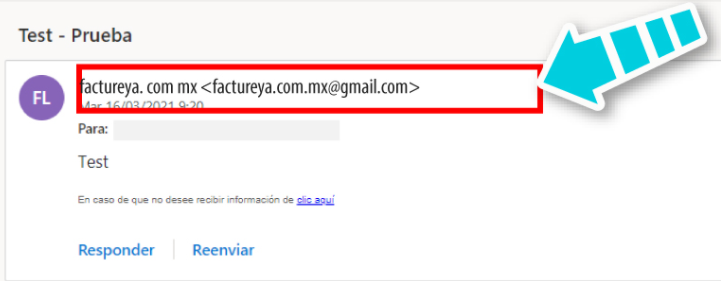 Test - Prueba
FL
factureya. com mx <factureya.com.mx@gmail.com>
Mar 16/03/2021 9:20
Para:
Test
En caso de que no desee recibir información de clic aquí
Responder
Reenviar